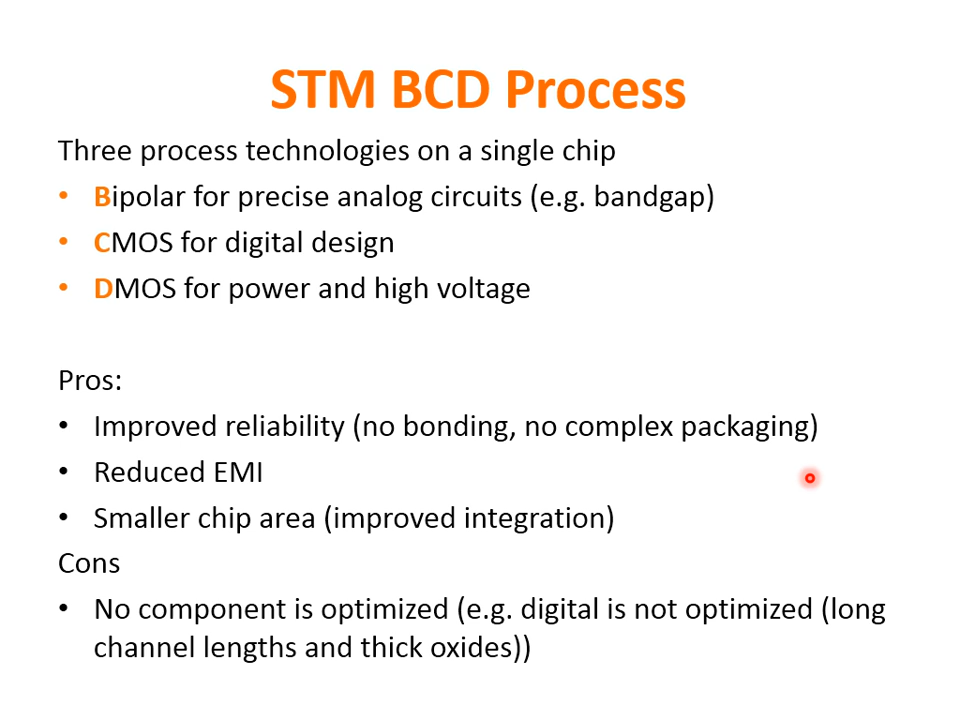 STM BCD Process
Three process technologies on a single chip
• Bipolar for precise analog circuits (e.g. bandgap)
• CMOS for digital design
• DMOS for power and high voltage
Pros:
• Improved reliability (no bonding, no complex packaging)
• Reduced EMI
• Smaller chip area (improved integration)
Cons
• No component is optimized (e.g. digital is not optimized (long
channel lengths and thick oxides))